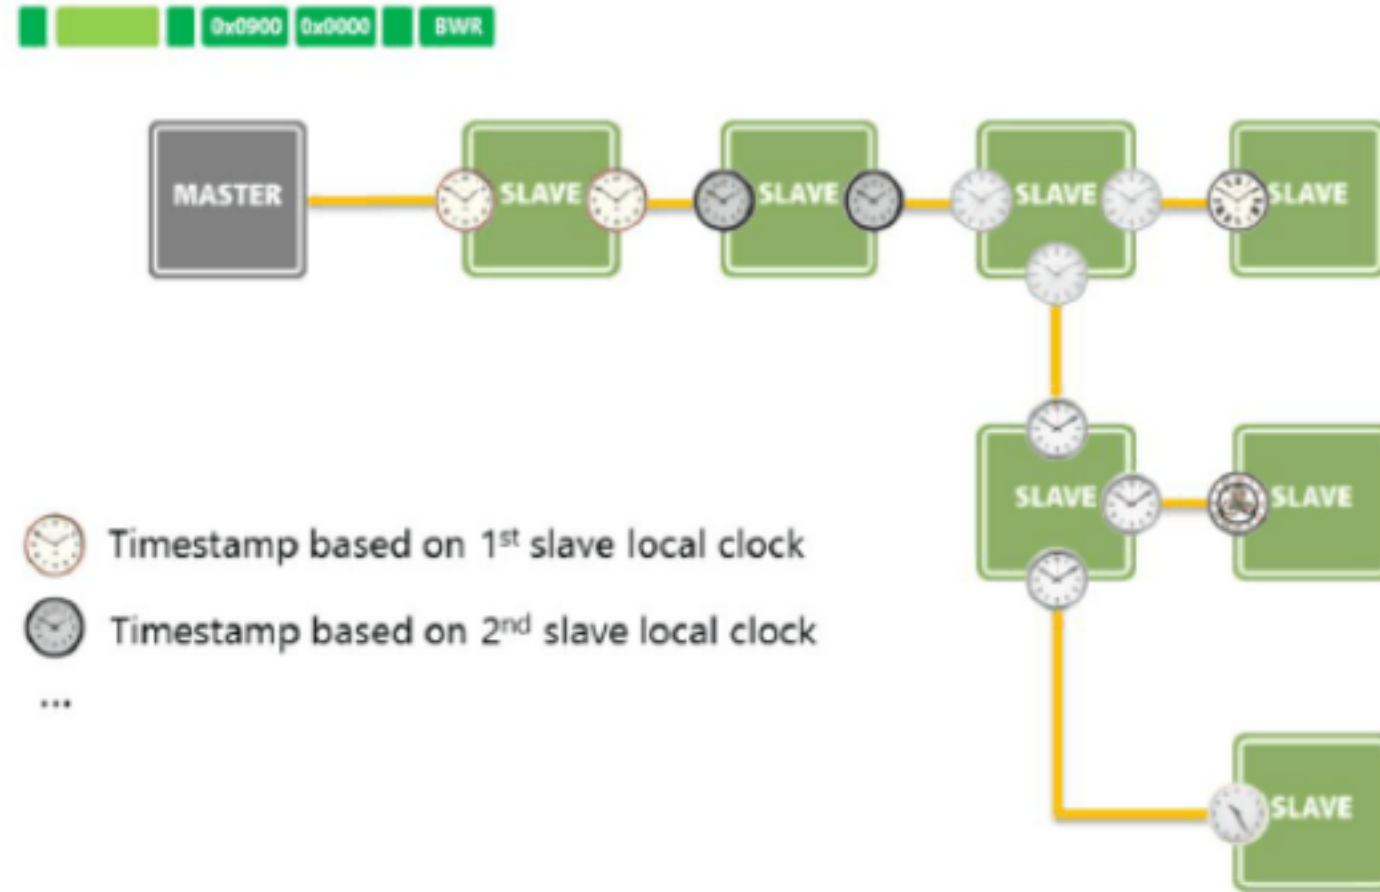 0x0900 0x0000 BWR
MASTER SLAVE SLAVE SLAVE SLAVE
SLAVE SLAVE
Timestamp based on 1st slave local clock
Timestamp based on 2nd slave local clock
...
SLAVE